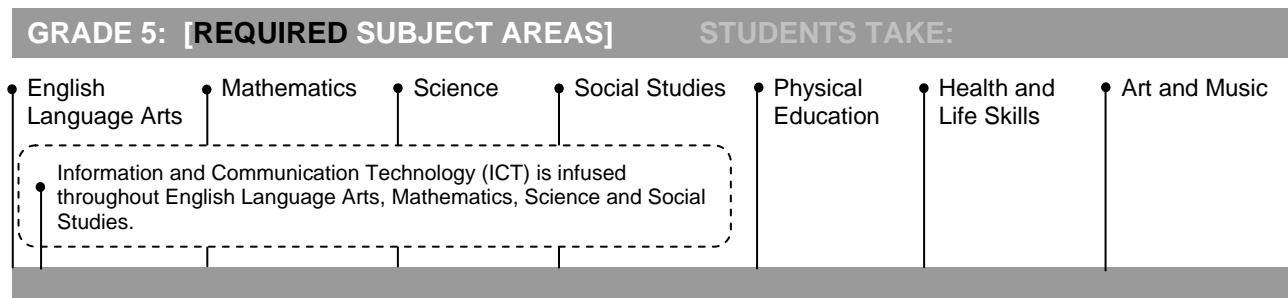 GRADE 5: [REQUIRED SUBJECT AREAS] STUDENTS TAKE:
English
Language Arts
Mathematics
Science
Social Studies
Physical
Education
Health and
Life Skills
Art and Music
Information and Communication Technology (ICT) is infused
throughout English Language Arts, Mathematics, Science and Social
Studies.